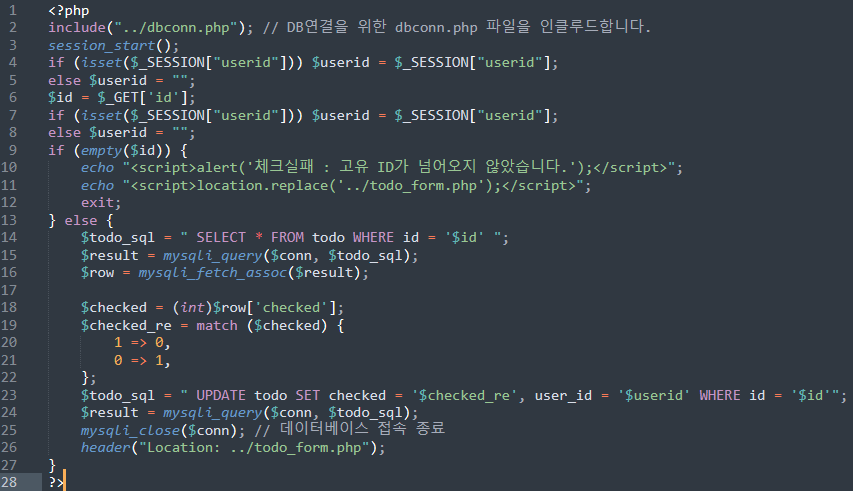 1 <?php
2 include("../dbconn.php"); // DB연결을 위한 dbconn.php 파일을 인클루드합니다.
3 session_start();
4 if (isset($_SESSION["userid"])) $userid = $_SESSION["userid"];
5 else $userid = "";
6 $id = $_GET['id'];
7 if (isset($_SESSION["userid"])) $userid = $_SESSION["userid"];
8 else $userid = "";
9 if (empty($id)) {
10     echo "<script>alert('체크실패 : 고유 ID가 넘어오지 않았습니다.');</script>";
11     echo "<script>location.replace('../todo_form.php');</script>";
12     exit;
13 } else {
14     $todo_sql = " SELECT * FROM todo WHERE id = '$id' ";
15     $result = mysqli_query($conn, $todo_sql);
16     $row = mysqli_fetch_assoc($result);
17
18     $checked = (int)$row['checked'];
19     $checked_re = match ($checked) {
20         1 => 0,
21         0 => 1,
22     };
23     $todo_sql = " UPDATE todo SET checked = '$checked_re', user_id = '$userid' WHERE id = '$id'";
24     $result = mysqli_query($conn, $todo_sql);
25     mysqli_close($conn); // 데이터베이스 접속 종료
26     header("Location: ../todo_form.php");
27 }
28 ?>